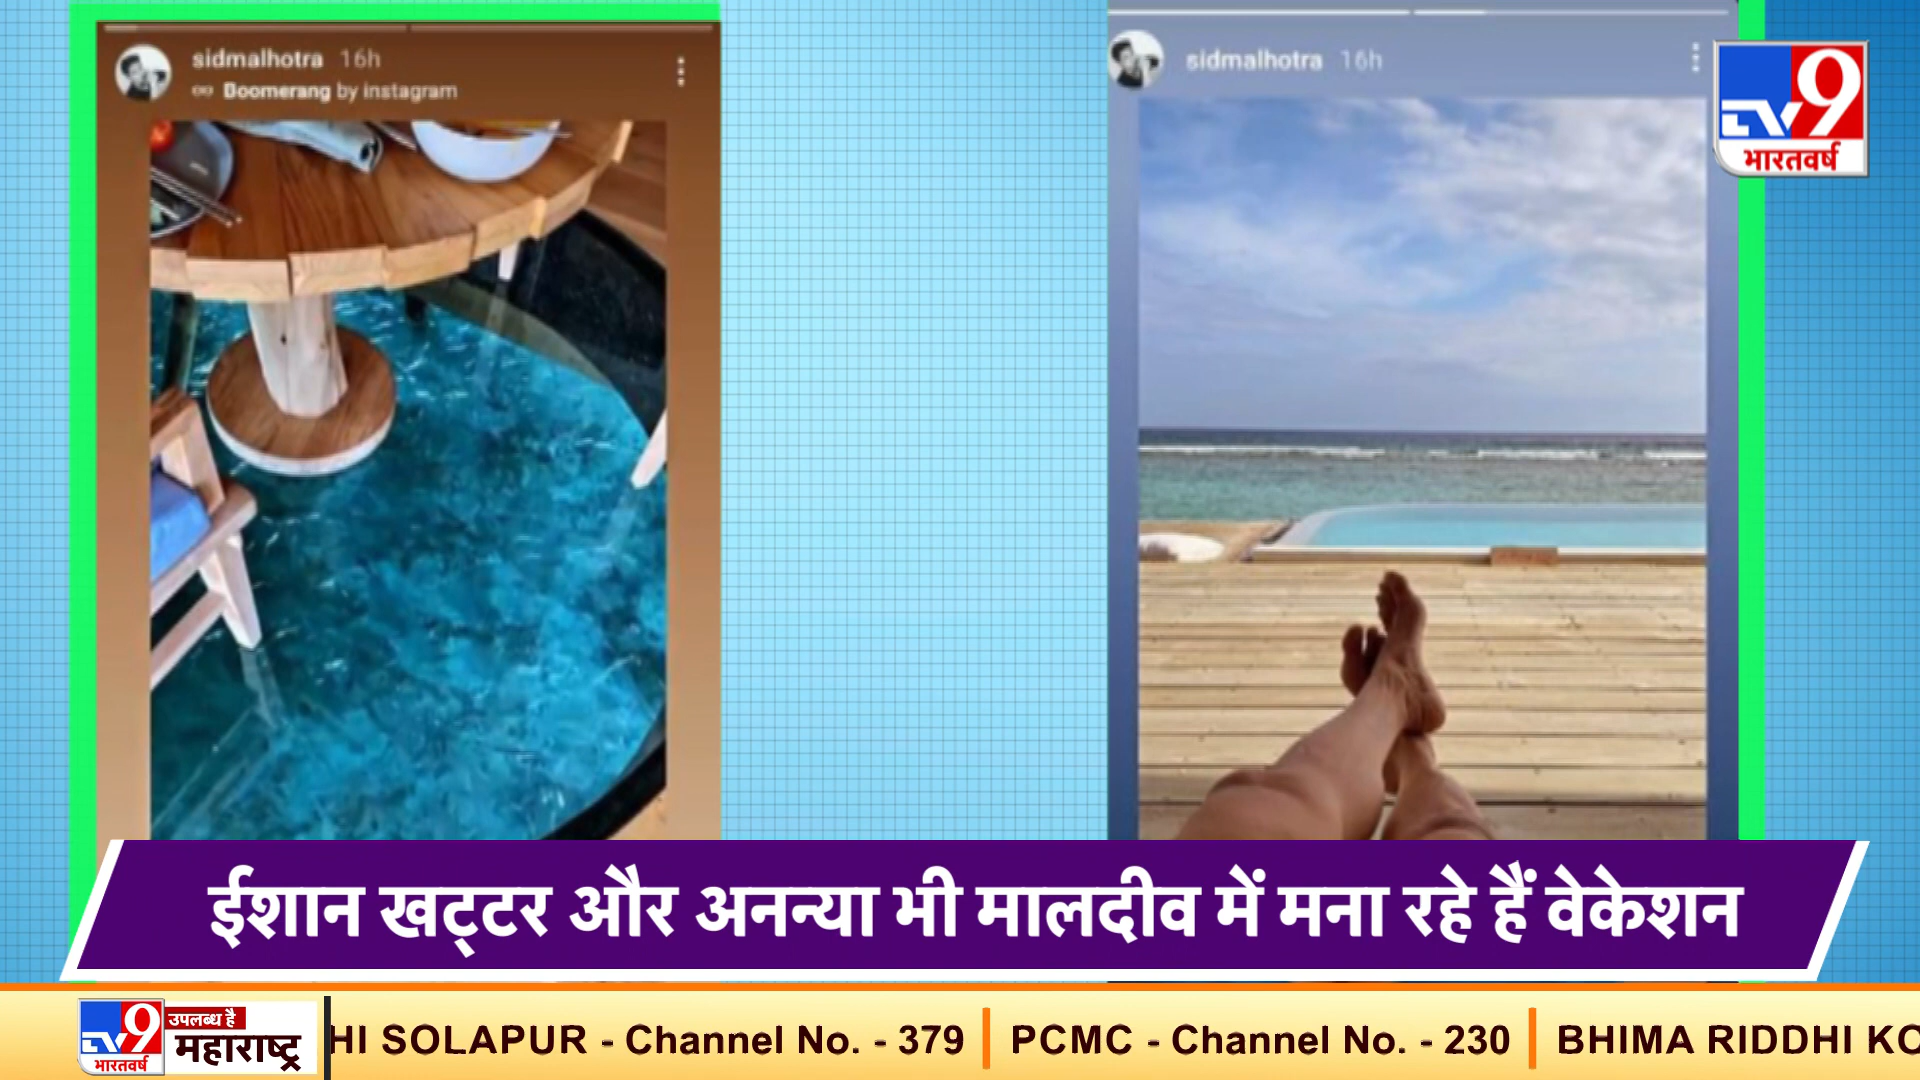 sidmalhotra 16h
Boomerang by instagram
sidmalhotra 16h
TV9
भारतवर्ष
ईशान खट्टर और अनन्या भी मालदीव में मना रहे हैं वेकेशन
TV9
भारतवर्ष
उपलब्ध है
महाराष्ट्र
HI SOLAPUR - Channel No. - 379 | PCMC - Channel No. - 230 | BHIMA RIDDHI KO